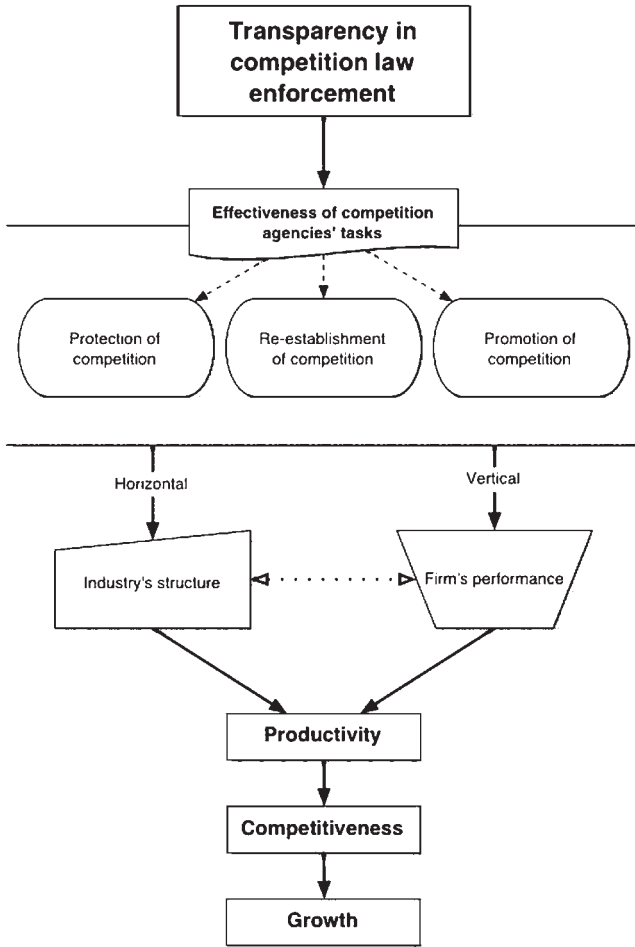 Transparency in
competition law
enforcement
Effectiveness of competition
agencies' tasks
Protection of
competition
Re-establishment
of competition
Promotion of
competition
Horizontal
Vertical
Industry's structure
Firm's performance
Productivity
Competitiveness
Growth